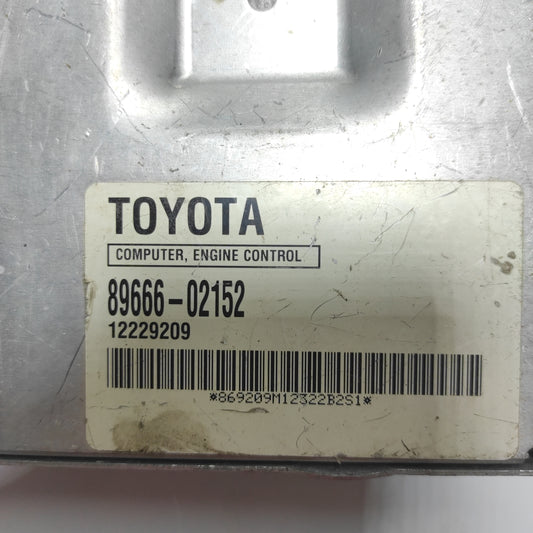 TOYOTA
COMPUTER, ENGINE CONTROL
89666-02152
12229209
*869209M12322B2S1*